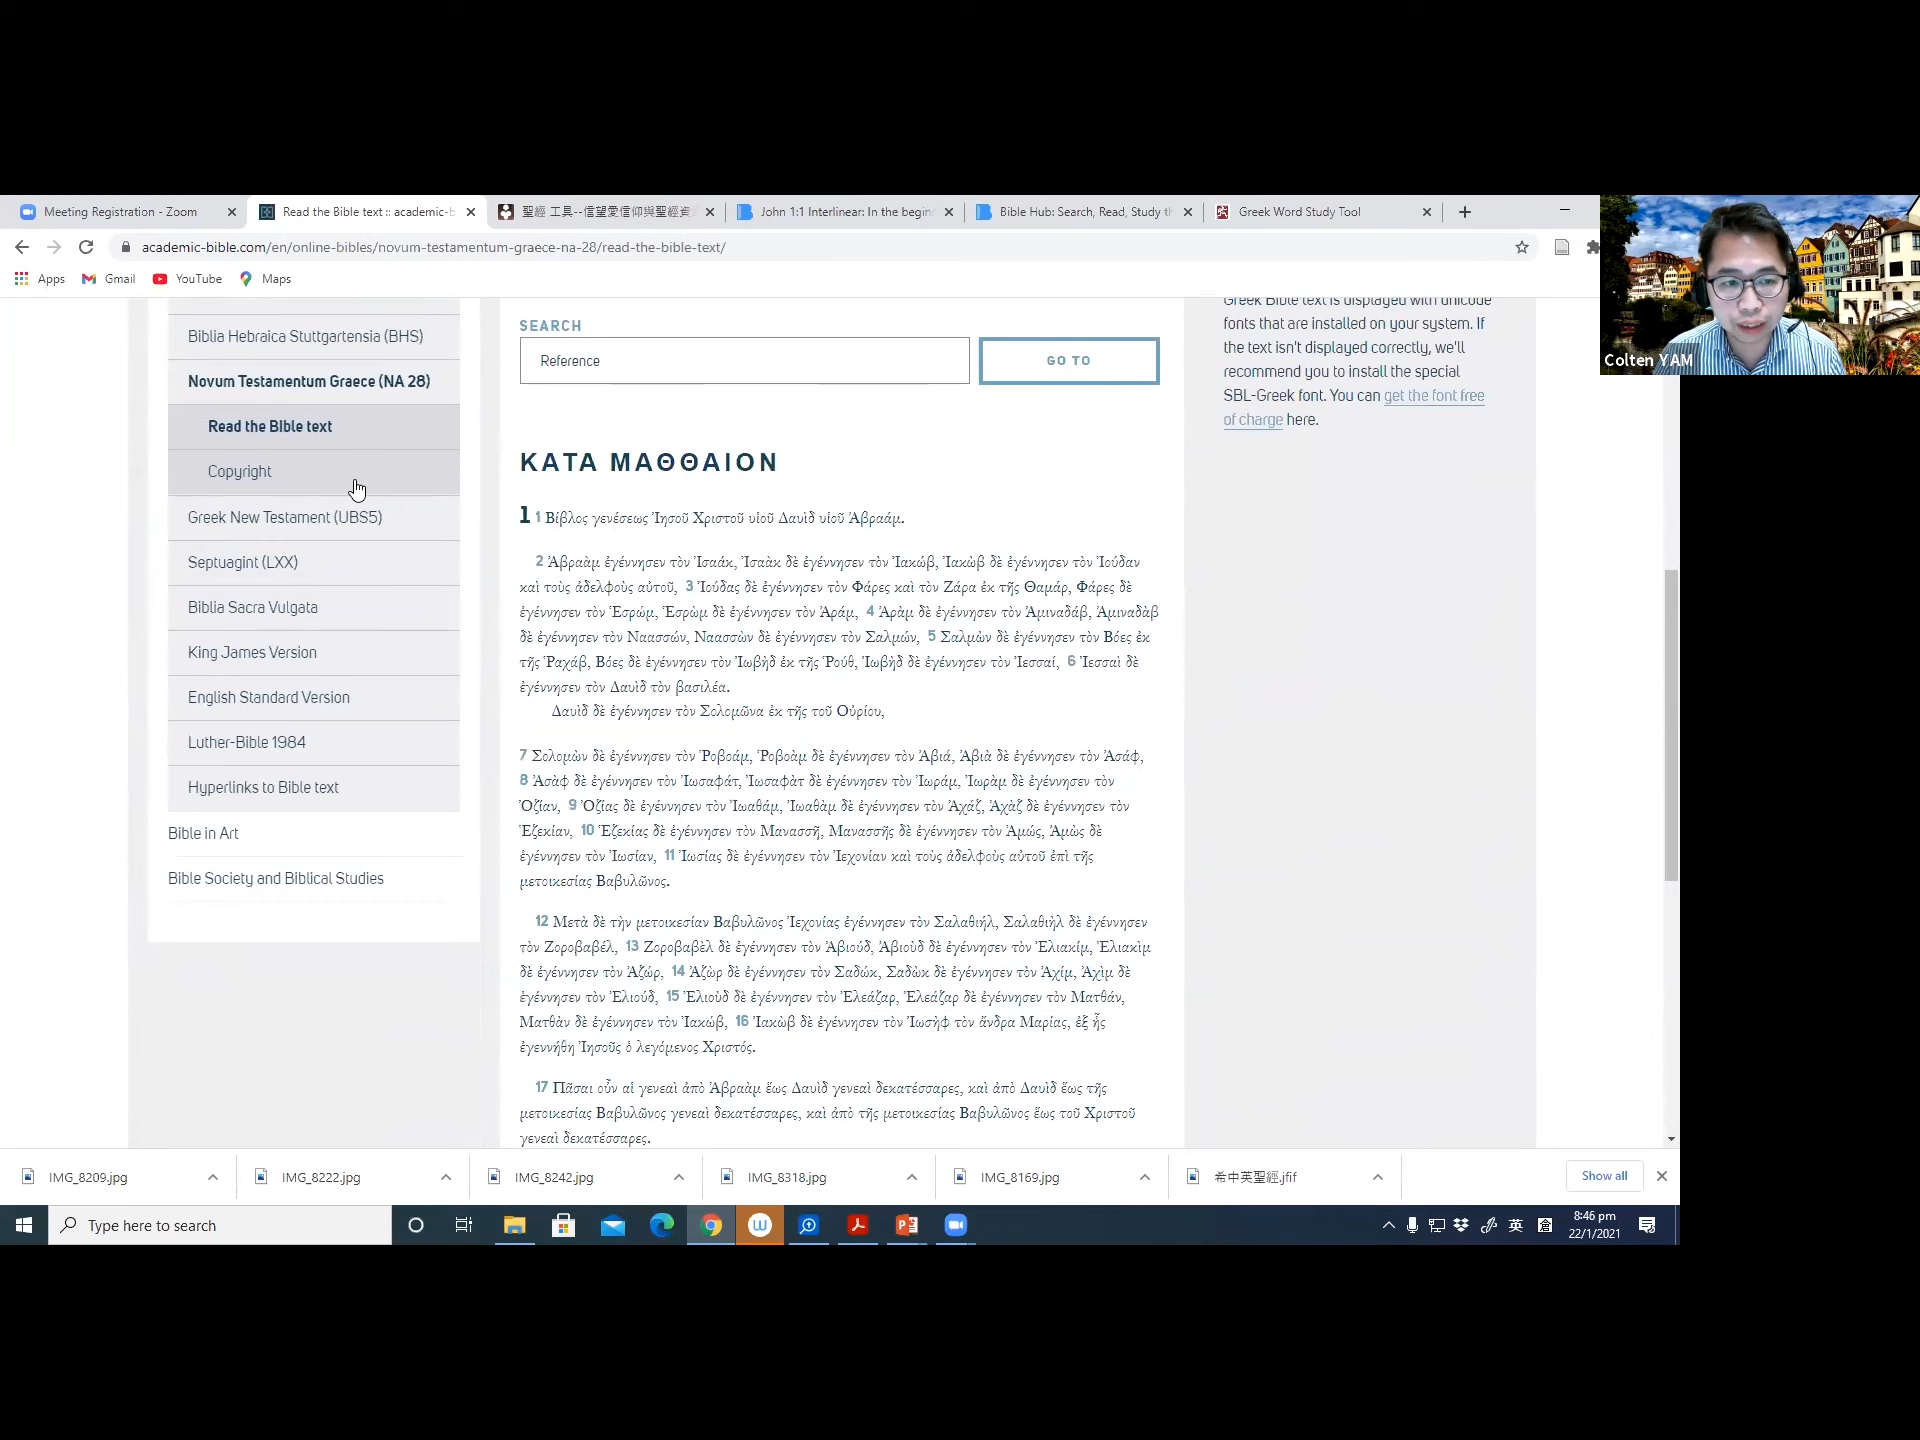 Meeting Registration - Zoom
Read the Bible text :: academic-b
聖經 工具--信望愛信仰與聖經資
John 1:1 Interlinear: In the begin
Bible Hub: Search, Read, Study th
Greek Word Study Tool
academic-bible.com/en/online-bibles/novum-testamentum-graece-na-28/read-the-bible-text/
Apps
Gmail
YouTube
Maps
Biblia Hebraica Stuttgartensia (BHS)
Novum Testamentum Graece (NA 28)
Read the Bible text
Copyright
Greek New Testament (UBS5)
Septuagint (LXX)
Biblia Sacra Vulgata
King James Version
English Standard Version
Luther-Bible 1984
Hyperlinks to Bible text
Bible in Art
Bible Society and Biblical Studies
SEARCH
Reference
GO TO
ΚΑΤΑ ΜΑΘΘΑΙΟΝ
1 1 Βίβλος γενέσεως Ἰησοῦ Χριστοῦ υἱοῦ Δαυὶδ υἱοῦ Ἀβραάμ.
2 Ἀβραὰμ ἐγέννησεν τὸν Ἰσαάκ, Ἰσαὰκ δὲ ἐγέννησεν τὸν Ἰακώβ, Ἰακὼβ δὲ ἐγέννησεν τὸν Ἰούδαν
καὶ τοὺς ἀδελφοὺς αὐτοῦ, 3 Ἰούδας δὲ ἐγέννησεν τὸν Φάρες καὶ τὸν Ζάρα ἐκ τῆς Θαμάρ, Φάρες δὲ
ἐγέννησεν τὸν Ἑσρώμ, Ἑσρὼμ δὲ ἐγέννησεν τὸν Ἀράμ, 4 Ἀρὰμ δὲ ἐγέννησεν τὸν Ἀμιναδάβ, Ἀμιναδὰβ
δὲ ἐγέννησεν τὸν Ναασσών, Ναασσὼν δὲ ἐγέννησεν τὸν Σαλμών, 5 Σαλμὼν δὲ ἐγέννησεν τὸν Βόες ἐκ
τῆς Ῥαχάβ, Βόες δὲ ἐγέννησεν τὸν Ἰωβὴδ ἐκ τῆς Ῥούθ, Ἰωβὴδ δὲ ἐγέννησεν τὸν Ἰεσσαί, 6 Ἰεσσαὶ δὲ
ἐγέννησεν τὸν Δαυὶδ τὸν βασιλέα.
Δαυὶδ δὲ ἐγέννησεν τὸν Σολομῶνα ἐκ τῆς τοῦ Οὐρίου,
7 Σολομὼν δὲ ἐγέννησεν τὸν Ῥοβοάμ, Ῥοβοὰμ δὲ ἐγέννησεν τὸν Ἀβιά, Ἀβιὰ δὲ ἐγέννησεν τὸν Ἀσάφ,
8 Ἀσὰφ δὲ ἐγέννησεν τὸν Ἰωσαφάτ, Ἰωσαφὰτ δὲ ἐγέννησεν τὸν Ἰωράμ, Ἰωρὰμ δὲ ἐγέννησεν τὸν
Ὀζίαν, 9 Ὀζίας δὲ ἐγέννησεν τὸν Ἰωαθάμ, Ἰωαθὰμ δὲ ἐγέννησεν τὸν Ἀχάζ, Ἀχὰζ δὲ ἐγέννησεν τὸν
Ἑζεκίαν, 10 Ἑζεκίας δὲ ἐγέννησεν τὸν Μανασσῆ, Μανασσῆς δὲ ἐγέννησεν τὸν Ἀμώς, Ἀμὼς δὲ
ἐγέννησεν τὸν Ἰωσίαν, 11 Ἰωσίας δὲ ἐγέννησεν τὸν Ἰεχονίαν καὶ τοὺς ἀδελφοὺς αὐτοῦ ἐπὶ τῆς
μετοικεσίας Βαβυλῶνος.
12 Μετὰ δὲ τὴν μετοικεσίαν Βαβυλῶνος Ἰεχονίας ἐγέννησεν τὸν Σαλαθιήλ, Σαλαθιὴλ δὲ ἐγέννησεν
τὸν Ζοροβαβέλ, 13 Ζοροβαβὲλ δὲ ἐγέννησεν τὸν Ἀβιούδ, Ἀβιοὺδ δὲ ἐγέννησεν τὸν Ἐλιακίμ, Ἐλιακὶμ
δὲ ἐγέννησεν τὸν Ἀζώρ, 14 Ἀζὼρ δὲ ἐγέννησεν τὸν Σαδώκ, Σαδὼκ δὲ ἐγέννησεν τὸν Ἀχίμ, Ἀχὶμ δὲ
ἐγέννησεν τὸν Ἐλιούδ, 15 Ἐλιοὺδ δὲ ἐγέννησεν τὸν Ἐλεάζαρ, Ἐλεάζαρ δὲ ἐγέννησεν τὸν Ματθάν,
Ματθὰν δὲ ἐγέννησεν τὸν Ἰακώβ, 16 Ἰακὼβ δὲ ἐγέννησεν τὸν Ἰωσὴφ τὸν ἄνδρα Μαρίας, ἐξ ἧς
ἐγεννήθη Ἰησοῦς ὁ λεγόμενος Χριστός.
17 Πᾶσαι οὖν αἱ γενεαὶ ἀπὸ Ἀβραὰμ ἕως Δαυὶδ γενεαὶ δεκατέσσαρες, καὶ ἀπὸ Δαυὶδ ἕως τῆς
μετοικεσίας Βαβυλῶνος γενεαὶ δεκατέσσαρες, καὶ ἀπὸ τῆς μετοικεσίας Βαβυλῶνος ἕως τοῦ Χριστοῦ
γενεαὶ δεκατέσσαρες.
Greek Bible text is displayed with unicode
fonts that are installed on your system. If
the text isn't displayed correctly, we'll
recommend you to install the special
SBL-Greek font. You can get the font free
of charge here.
Colten YAM
IMG_8209.jpg
IMG_8222.jpg
IMG_8242.jpg
IMG_8318.jpg
IMG_8169.jpg
希中英聖經.jfif
Show all
Type here to search
英
倉
8:46 pm
22/1/2021